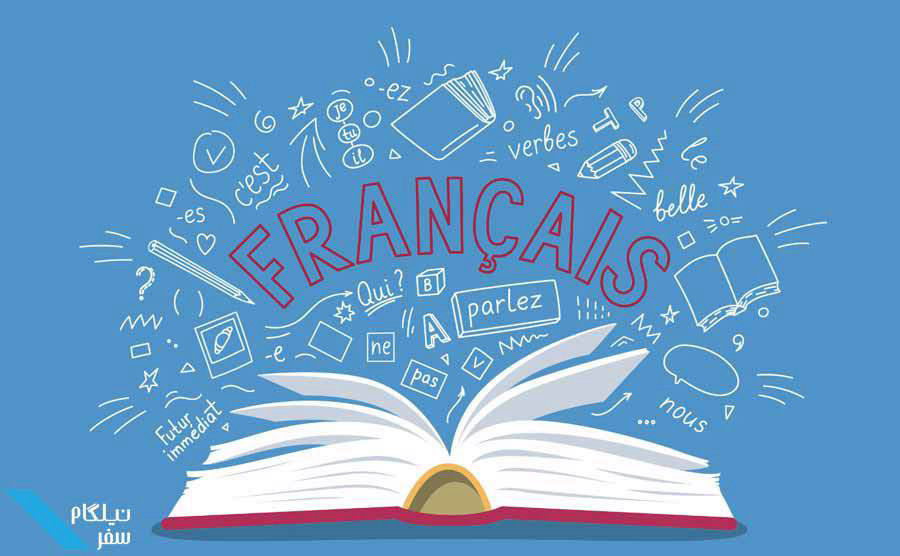 -ez
je
tu
il
verbes
T
P
le
c'est
belle
-es
FRANÇAIS
Qui?
B
parlez
A
-e
ne
pas
V
Futur
immédiat
nous
نیلگام
سفر